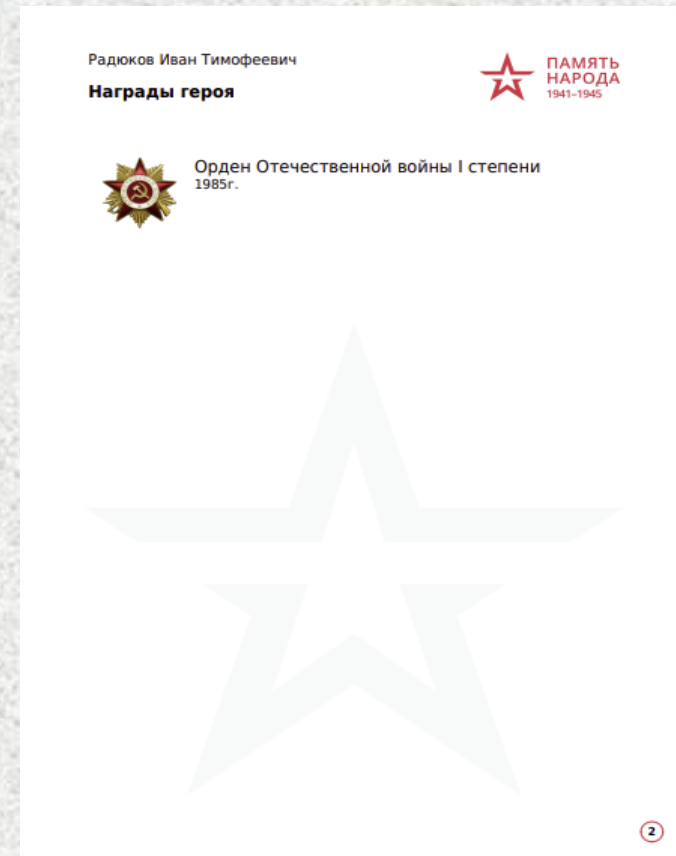 Радюков Иван Тимофеевич
Награды героя
ПАМЯТЬ
НАРОДА
1941–1945
Орден Отечественной войны I степени
1985г.
2